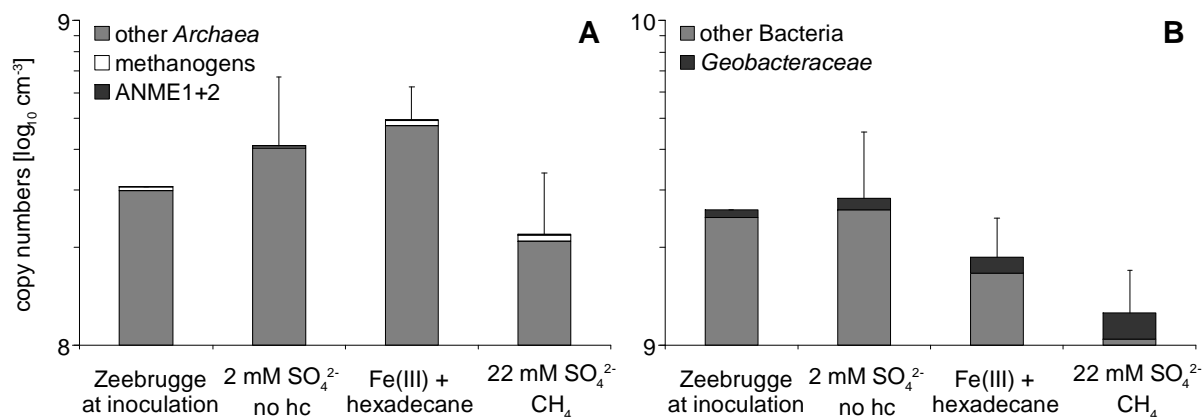 9
other Archaea
A
methanogens
ANME1+2
copy numbers [log₁₀ cm⁻³]
8
Zeebrugge
at inoculation
2 mM SO₄²⁻
no hc
Fe(III) +
hexadecane
22 mM SO₄²⁻
CH₄
10
other Bacteria
B
Geobacteraceae
9
Zeebrugge
at inoculation
2 mM SO₄²⁻
no hc
Fe(III) +
hexadecane
22 mM SO₄²⁻
CH₄